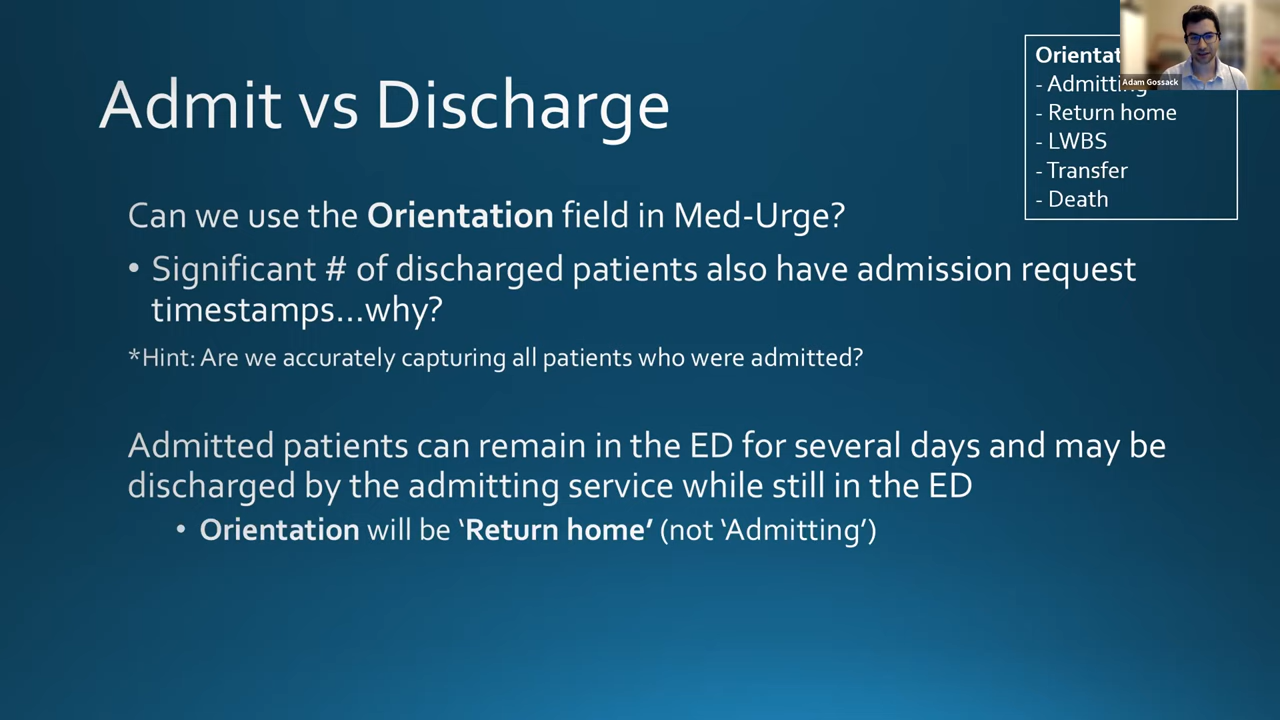 Admit vs Discharge
Orientat
- Admitting
- Return home
- LWBS
- Transfer
- Death
Adam Gossack
Can we use the Orientation field in Med-Urge?
• Significant # of discharged patients also have admission request
timestamps...why?
*Hint: Are we accurately capturing all patients who were admitted?
Admitted patients can remain in the ED for several days and may be
discharged by the admitting service while still in the ED
• Orientation will be ‘Return home’ (not ‘Admitting’)